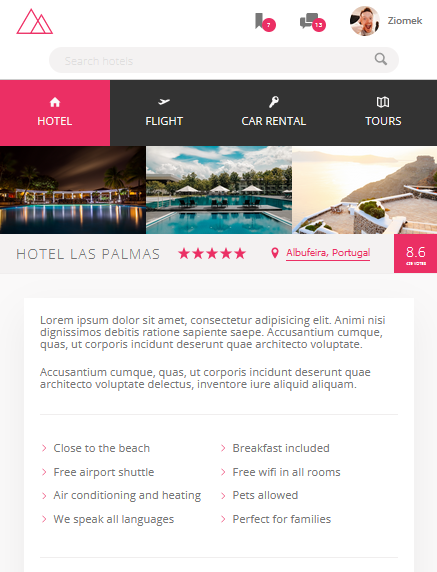 7
13
Ziomek
Search hotels
HOTEL
FLIGHT
CAR RENTAL
TOURS
HOTEL LAS PALMAS
Albufeira, Portugal
8.6
Lorem ipsum dolor sit amet, consectetur adipisicing elit. Animi nisi
dignissimos debitis ratione sapiente saepe. Accusantium cumque,
quas, ut corporis incidunt deserunt quae architecto voluptate.
Accusantium cumque, quas, ut corporis incidunt deserunt quae
architecto voluptate delectus, inventore iure aliquid aliquam.
Close to the beach
Breakfast included
Free airport shuttle
Free wifi in all rooms
Air conditioning and heating
Pets allowed
We speak all languages
Perfect for families